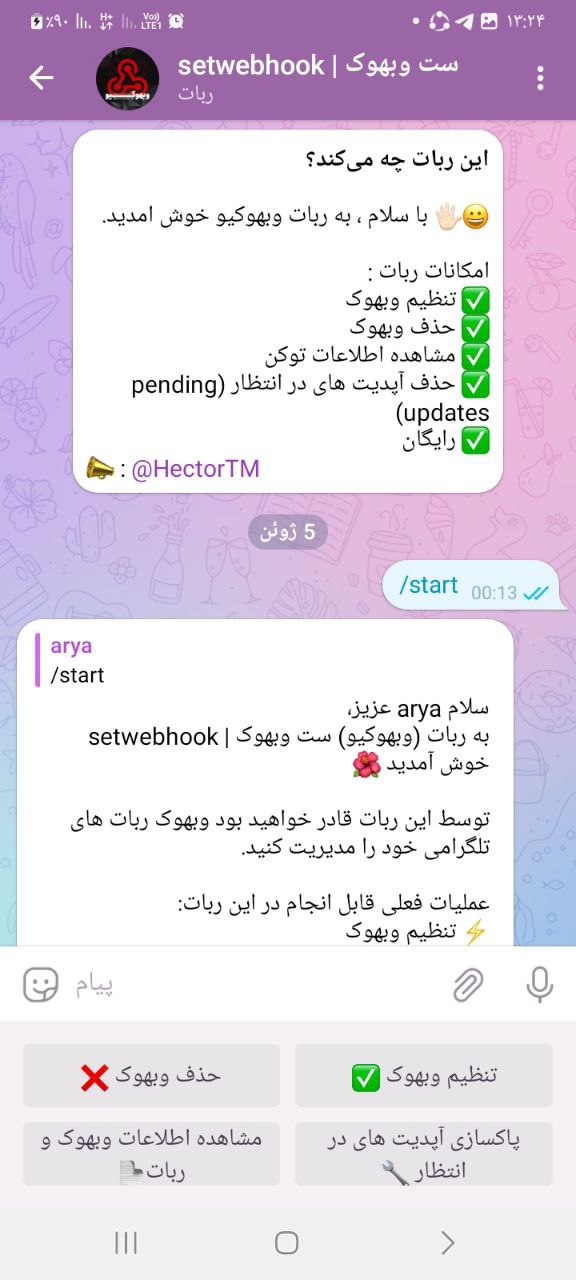 ٪۹۰ Vo)) LTE1 ۱۳:۲۴
ست وبهوک | setwebhook
ربات
این ربات چه می‌کند؟
😀🖐🏻 با سلام ، به ربات وبهوکیو خوش امدید.
امکانات ربات :
✅ تنظیم وبهوک
✅ حذف وبهوک
✅ مشاهده اطلاعات توکن
✅ حذف آپدیت های در انتظار (pending
updates)
✅ رایگان
📣 : @HectorTM
5 ژوئن
/start 00:13
arya
/start
سلام arya عزیز،
به ربات (وبهوکیو) ست وبهوک | setwebhook
خوش آمدید 🌺
توسط این ربات قادر خواهید بود وبهوک ربات های
تلگرامی خود را مدیریت کنید.
عملیات فعلی قابل انجام در این ربات:
⚡ تنظیم وبهوک
پیام
تنظیم وبهوک ✅
حذف وبهوک ❌
پاکسازی آپدیت های در
انتظار 🔧
مشاهده اطلاعات وبهوک و
ربات